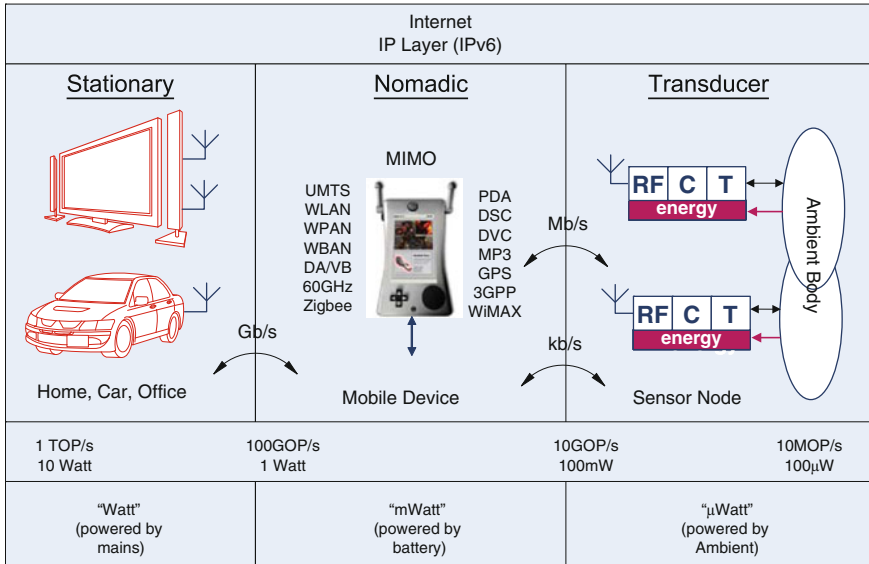 Internet
IP Layer (IPv6)
Stationary
Nomadic
Transducer
MIMO
UMTS
WLAN
WPAN
WBAN
DA/VB
60GHz
Zigbee
PDA
DSC
DVC
MP3
GPS
3GPP
WiMAX
Gb/s
Mb/s
kb/s
RF C T
energy
RF C T
energy
Ambient Body
Home, Car, Office
Mobile Device
Sensor Node
1 TOP/s
10 Watt
100GOP/s
1 Watt
10GOP/s
100mW
10MOP/s
100µW
“Watt”
(powered by
mains)
“mWatt”
(powered by
battery)
“µWatt”
(powered by
Ambient)